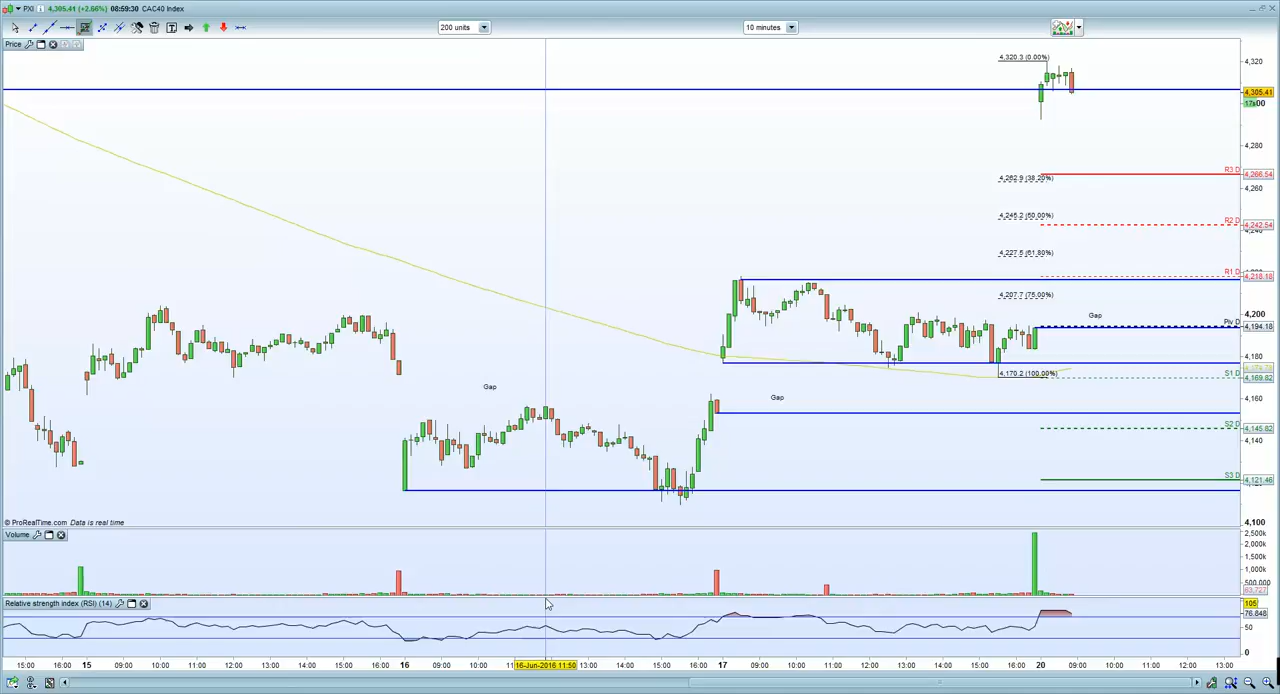 PXI 4,305.41 (+2.66%) 08:59:30 CAC40 Index
200 units
10 minutes
Price
4,320.3 (0.00%)
4,320
4,305.41
4,280
R3 D
4,266.54
4,262.9 (38.20%)
4,260
4,245.2 (50.00%)
R2 D
4,242.54
4,227.5 (61.80%)
R1 D
4,218.18
4,207.7 (75.00%)
4,200
Gap
Piv D
4,194.18
4,180
4,170.2 (100.00%)
S1 D
4,169.82
Gap
Gap
4,160
S2 D
4,145.82
4,140
S3 D
4,121.46
4,100
© ProRealTime.com Data is real time
Volume
2,500k
2,000k
1,500k
1,000k
500,000
63,727
Relative strength index (RSI) (14)
105
76.848
50
0
15:00 16:00 15 09:00 10:00 11:00 12:00 13:00 14:00 15:00 16:00 16 09:00 10:00 16-Jun-2016 11:50 13:00 14:00 15:00 16:00 17 09:00 10:00 11:00 12:00 13:00 14:00 15:00 16:00 20 09:00 10:00 11:00 12:00 13:00